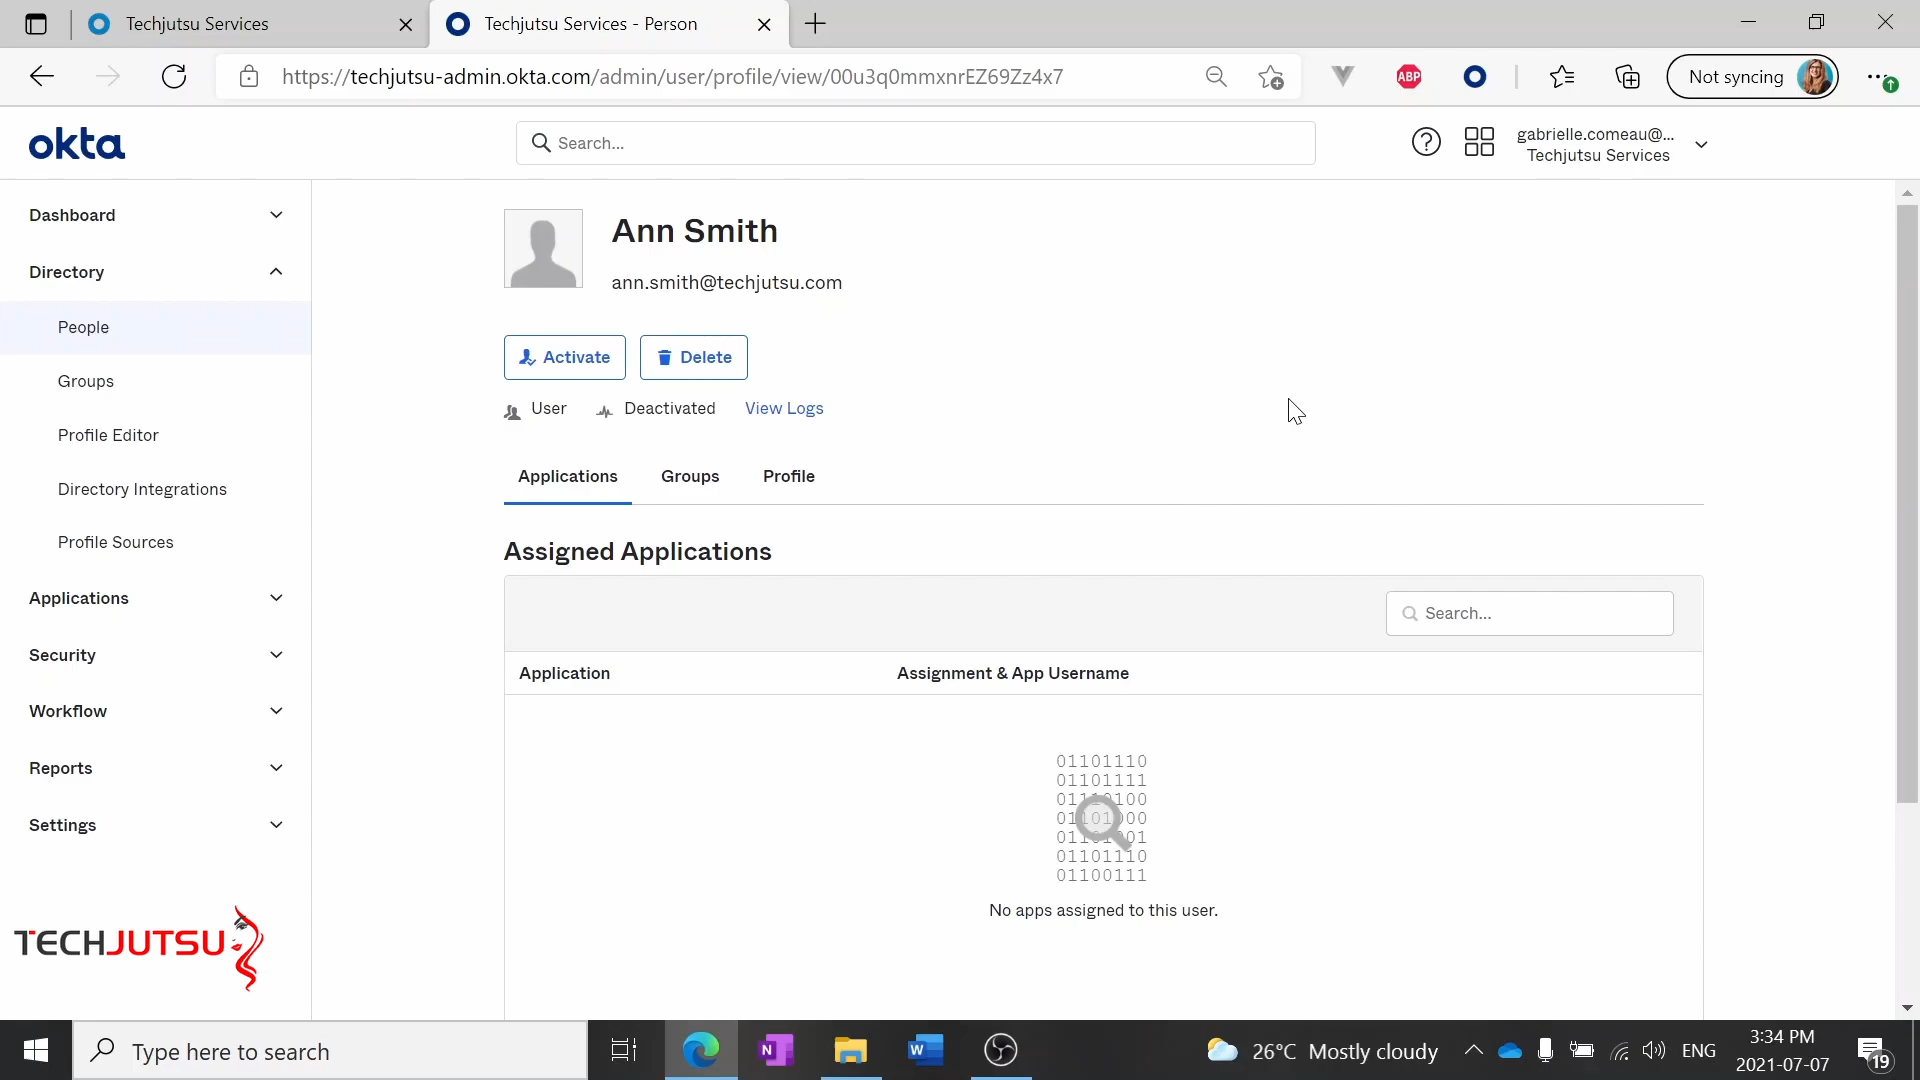 Techjutsu Services
Techjutsu Services - Person
https://techjutsu-admin.okta.com/admin/user/profile/view/00u3q0mmxnrEZ69Zz4x7
ABP
Not syncing
okta
Search...
gabrielle.comeau@...
Techjutsu Services
Dashboard
Directory
People
Groups
Profile Editor
Directory Integrations
Profile Sources
Applications
Security
Workflow
Reports
Settings
TECHJUTSU
Ann Smith
ann.smith@techjutsu.com
Activate
Delete
User
Deactivated
View Logs
Applications
Groups
Profile
Assigned Applications
Search...
Application
Assignment & App Username
01101110
01101111
01110100
01101000
01101001
01101110
01100111
No apps assigned to this user.
Type here to search
N
W
26°C Mostly cloudy
ENG
3:34 PM
2021-07-07
19